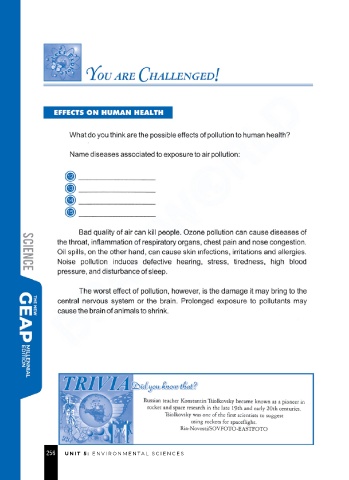 YOU ARE CHALLENGED!
EFFECTS ON HUMAN HEALTH
What do you think are the possible effects of pollution to human health?
Name diseases associated to exposure to air pollution:
Bad quality of air can kill people. Ozone pollution can cause diseases of
the throat, inflammation of respiratory organs, chest pain and nose congestion.
Oil spills, on the other hand, can cause skin infections, irritations and allergies.
Noise pollution induces defective hearing, stress, tiredness, high blood
pressure, and disturbance of sleep.
The worst effect of pollution, however, is the damage it may bring to the
central nervous system or the brain. Prolonged exposure to pollutants may
cause the brain of animals to shrink.
SCIENCE
THE NEW
GEAP
MILLENNIAL
EDITION
TRIVIA Did you know that?
Russian teacher Konstantin Tsiolkovsky became known as a pioneer in
rocket and space research in the late 19th and early 20th centuries.
Tsiolkovsky was one of the first scientists to suggest
using rockets for spaceflight.
Ria-Novosti/SOVFOTO-EASTFOTO
256 UNIT 5: ENVIRONMENTAL SCIENCES